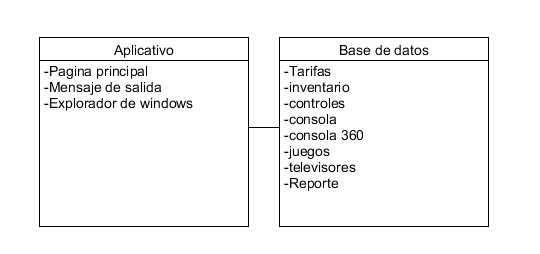 Aplicativo
-Pagina principal
-Mensaje de salida
-Explorador de windows
Base de datos
-Tarifas
-inventario
-controles
-consola
-consola 360
-juegos
-televisores
-Reporte